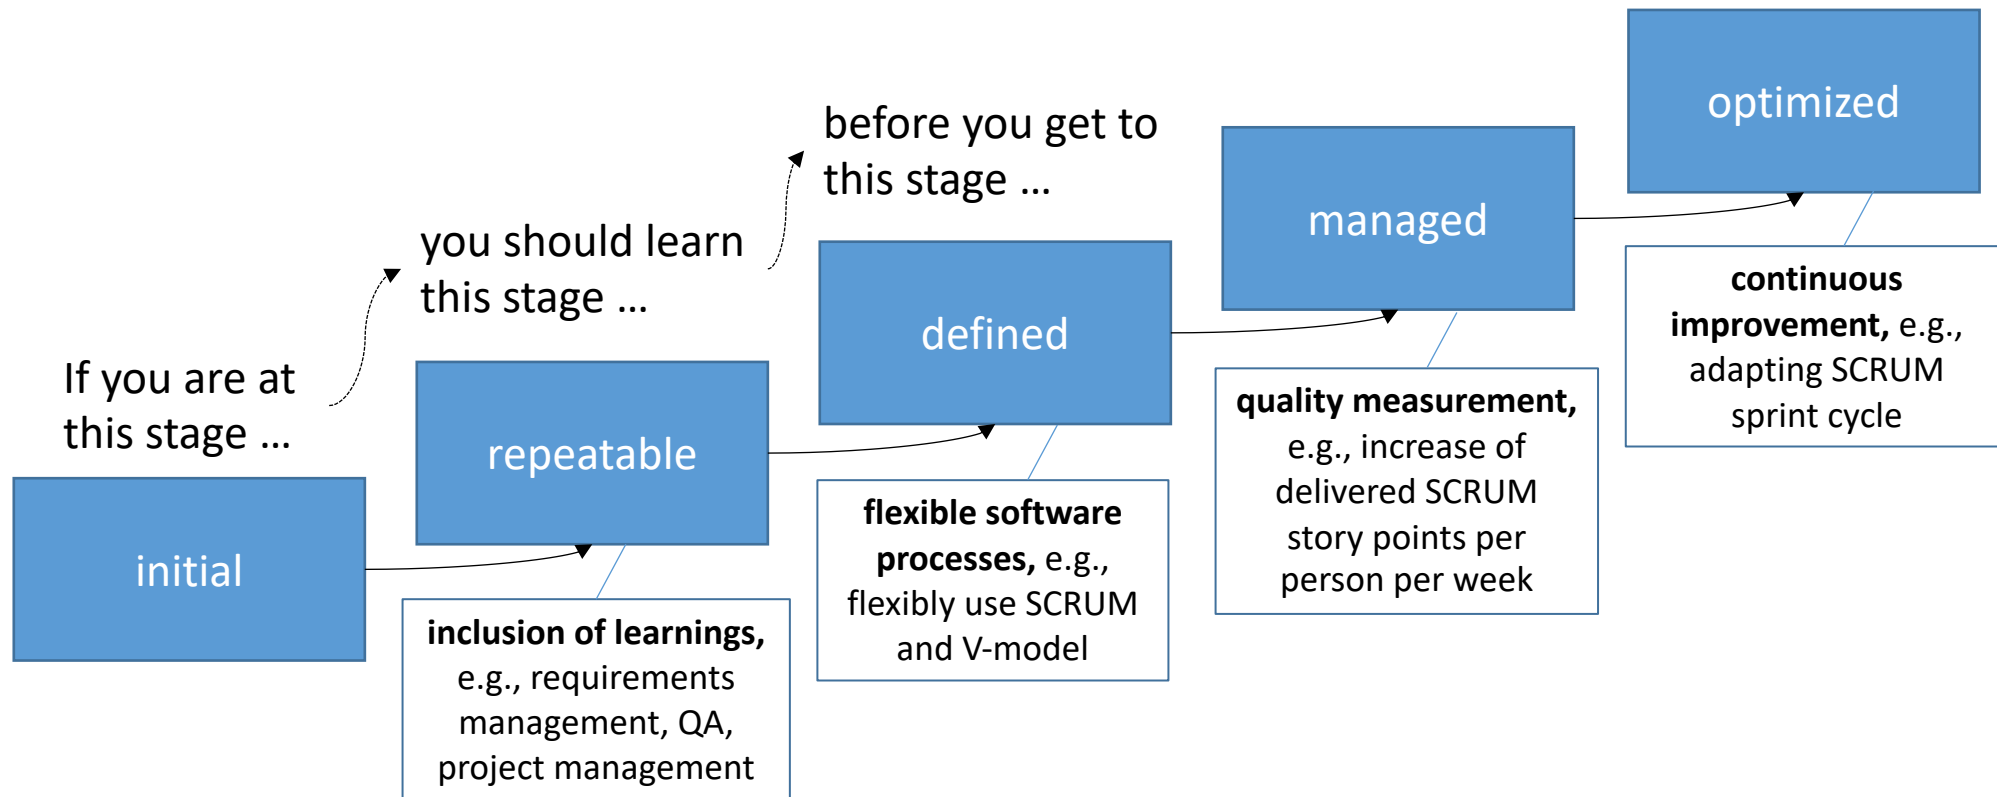 If you are at
this stage ...
initial
you should learn
this stage ...
repeatable
inclusion of learnings,
e.g., requirements
management, QA,
project management
before you get to
this stage ...
defined
flexible software
processes, e.g.,
flexibly use SCRUM
and V-model
managed
quality measurement,
e.g., increase of
delivered SCRUM
story points per
person per week
optimized
continuous
improvement, e.g.,
adapting SCRUM
sprint cycle